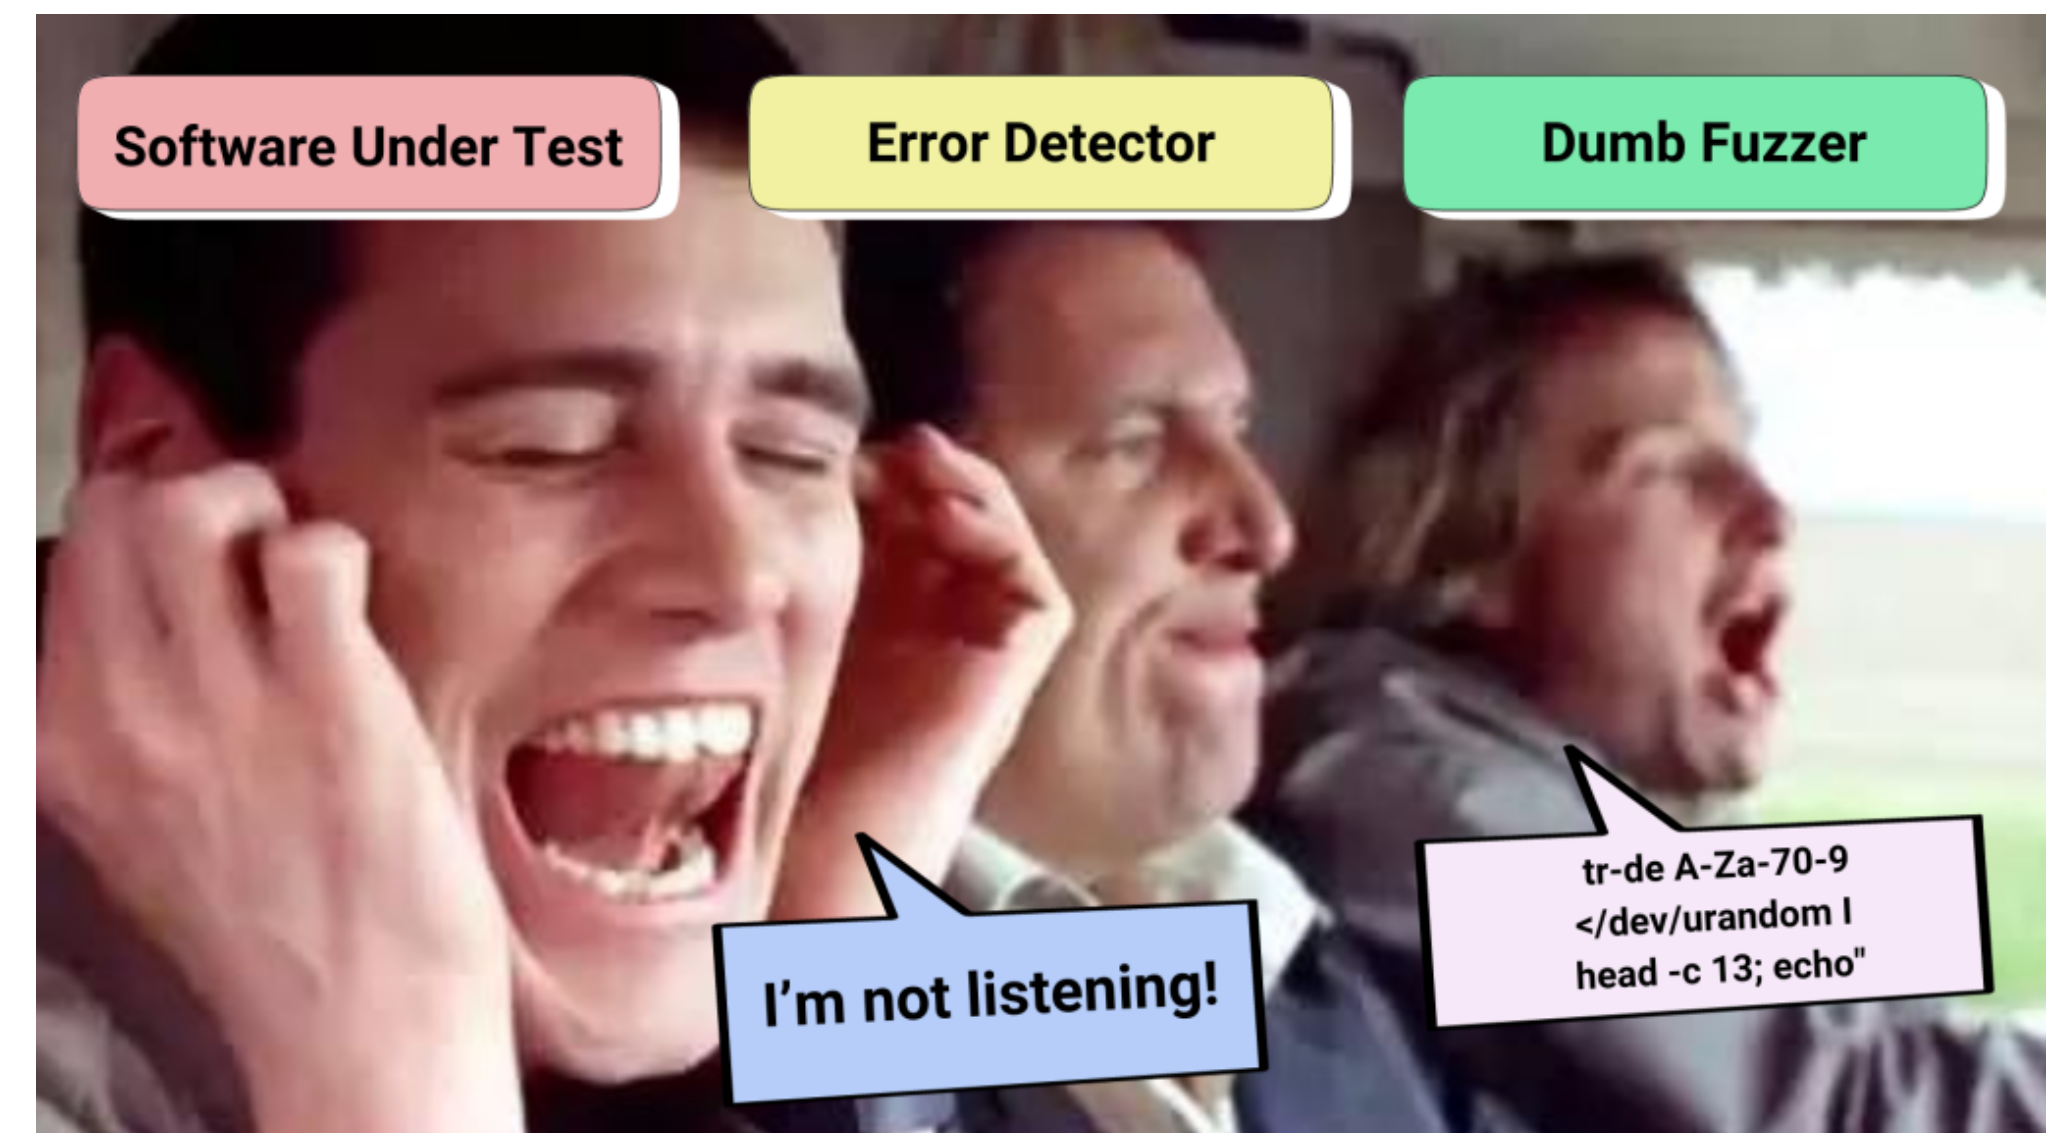 Software Under Test
Error Detector
Dumb Fuzzer
I’m not listening!
tr-de A-Za-70-9
</dev/urandom I
head -c 13; echo"